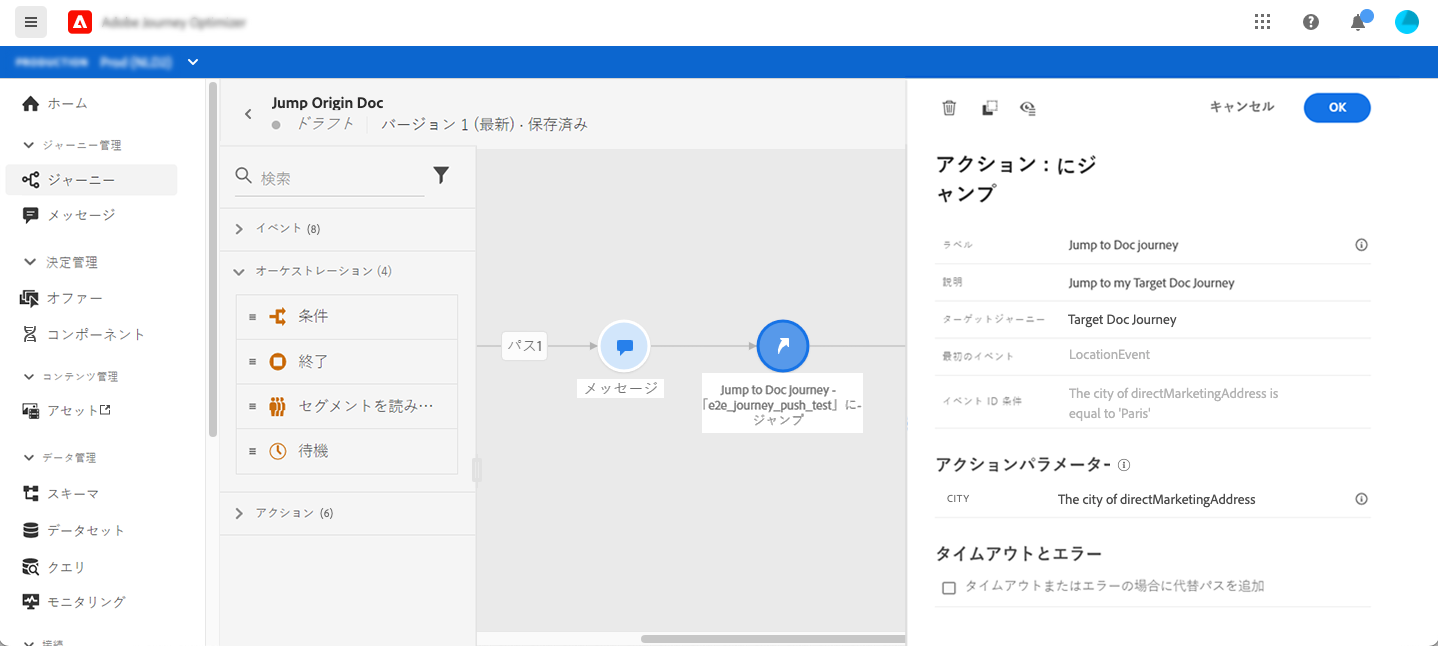 Adobe Journey Optimizer
PRODUCTION Prod (NLD2)
ホーム
ジャーニー管理
ジャーニー
メッセージ
決定管理
オファー
コンポーネント
コンテンツ管理
アセット
データ管理
スキーマ
データセット
クエリ
モニタリング
接続
Jump Origin Doc
ドラフト バージョン 1 (最新) · 保存済み
検索
イベント (8)
オーケストレーション (4)
条件
終了
セグメントを読み…
待機
アクション (6)
パス1
メッセージ
Jump to Doc journey -
「e2e_journey_push_test」に-
ジャンプ
キャンセル OK
アクション : にジ
ャンプ
ラベル Jump to Doc journey
説明 Jump to my Target Doc Journey
ターゲットジャーニー Target Doc Journey
最初のイベント LocationEvent
イベント ID 条件 The city of directMarketingAddress is
equal to 'Paris'
アクションパラメーター
CITY The city of directMarketingAddress
タイムアウトとエラー
タイムアウトまたはエラーの場合に代替パスを追加